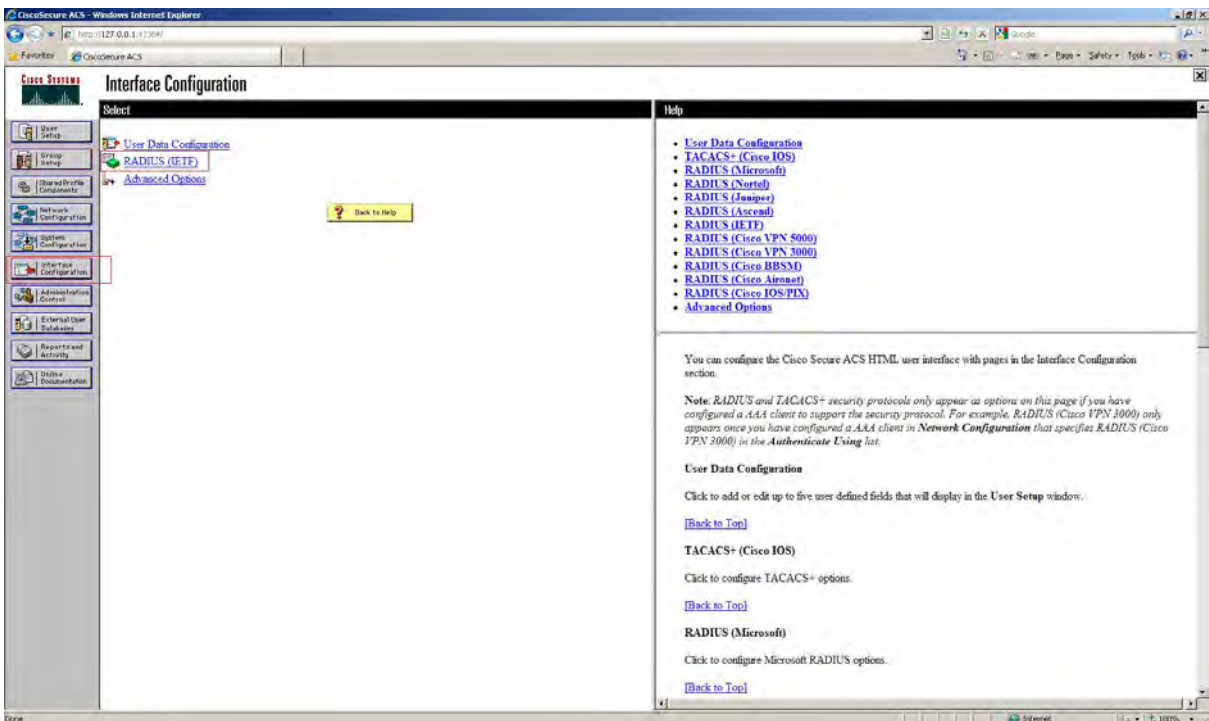 CiscoSecure ACS - Windows Internet Explorer
Google
Favorites
CiscoSecure ACS
Page
Safety
Tools
CISCO SYSTEMS
Interface Configuration
Select
Help
User Setup
Group Setup
Shared Profile Components
Network Configuration
System Configuration
Interface Configuration
Administration Control
External User Databases
Reports and Activity
Online Documentation
User Data Configuration
RADIUS (IETF)
Advanced Options
? Back to Help
• User Data Configuration
• TACACS+ (Cisco IOS)
• RADIUS (Microsoft)
• RADIUS (Nortel)
• RADIUS (Juniper)
• RADIUS (Ascend)
• RADIUS (IETF)
• RADIUS (Cisco VPN 5000)
• RADIUS (Cisco VPN 3000)
• RADIUS (Cisco BBSM)
• RADIUS (Cisco Aironet)
• RADIUS (Cisco IOS/PIX)
• Advanced Options
You can configure the Cisco Secure ACS HTML user interface with pages in the Interface Configuration
section.
Note: RADIUS and TACACS+ security protocols only appear as options on this page if you have
configured a AAA client to support the security protocol. For example, RADIUS (Cisco VPN 3000) only
appears once you have configured a AAA client in Network Configuration that specifies RADIUS (Cisco
VPN 3000) in the Authenticate Using list.
User Data Configuration
Click to add or edit up to five user defined fields that will display in the User Setup window.
[Back to Top]
TACACS+ (Cisco IOS)
Click to configure TACACS+ options.
[Back to Top]
RADIUS (Microsoft)
Click to configure Microsoft RADIUS options.
[Back to Top]
Done
Internet
100%